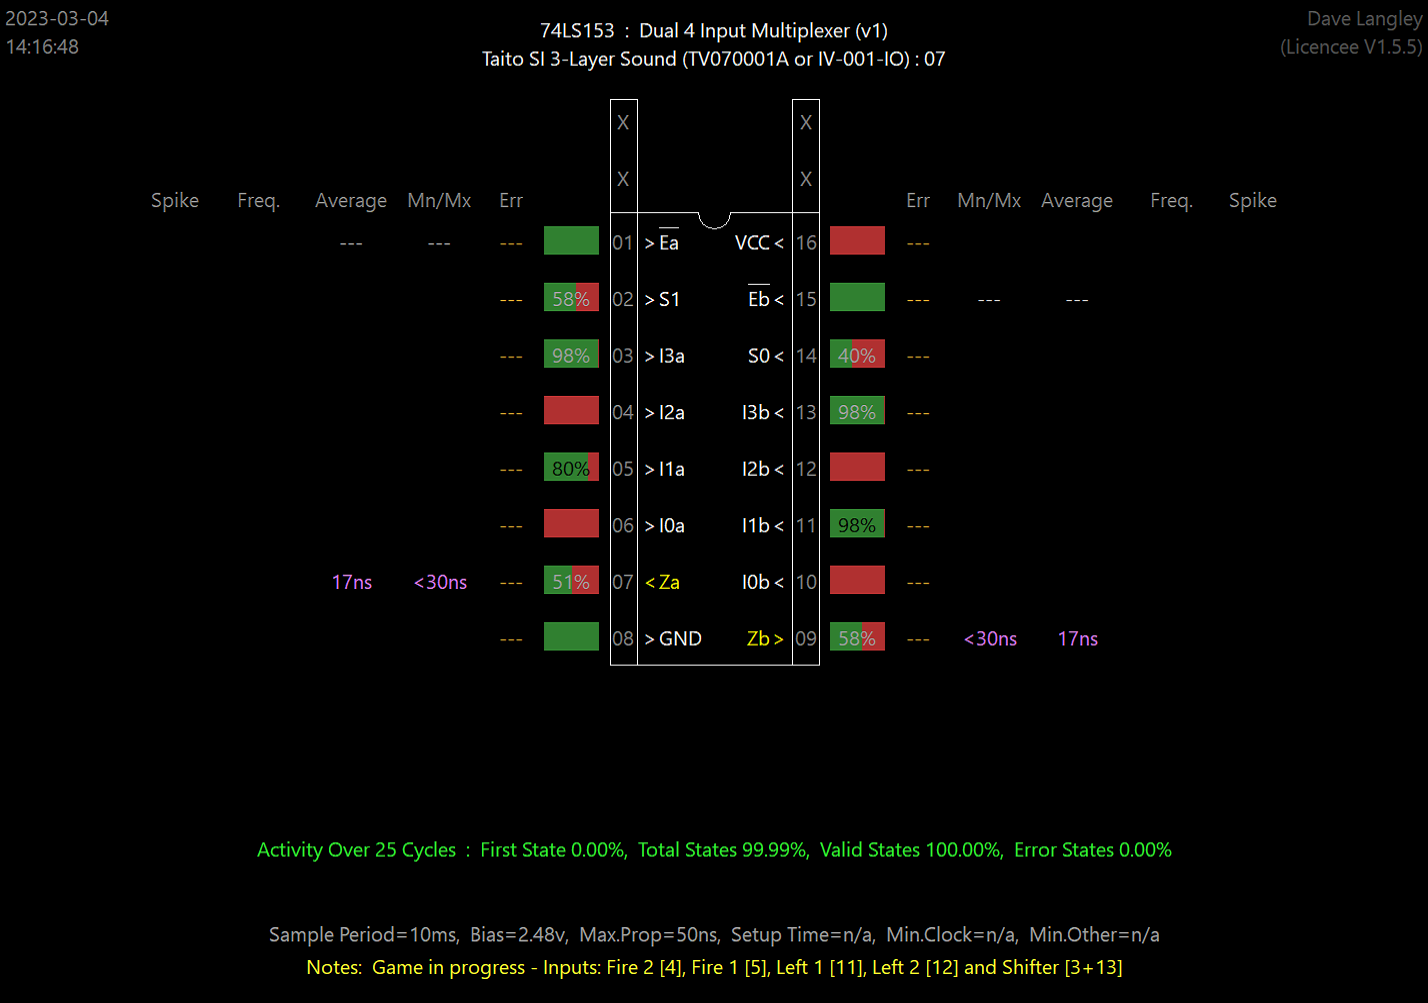 2023-03-04
14:16:48
74LS153 : Dual 4 Input Multiplexer (v1)
Taito SI 3-Layer Sound (TV070001A or IV-001-IO) : 07
Dave Langley
(Licencee V1.5.5)
X X
X X
Spike Freq. Average Mn/Mx Err Err Mn/Mx Average Freq. Spike
--- --- --- 01 > Ea VCC < 16 ---
--- 58% 02 > S1 Eb < 15 --- --- ---
--- 98% 03 > I3a S0 < 14 40% ---
--- 04 > I2a I3b < 13 98% ---
--- 80% 05 > I1a I2b < 12 ---
--- 06 > I0a I1b < 11 98% ---
17ns <30ns --- 51% 07 < Za I0b < 10 ---
--- 08 > GND Zb > 09 58% --- <30ns 17ns
Activity Over 25 Cycles : First State 0.00%, Total States 99.99%, Valid States 100.00%, Error States 0.00%
Sample Period=10ms, Bias=2.48v, Max.Prop=50ns, Setup Time=n/a, Min.Clock=n/a, Min.Other=n/a
Notes: Game in progress - Inputs: Fire 2 [4], Fire 1 [5], Left 1 [11], Left 2 [12] and Shifter [3+13]